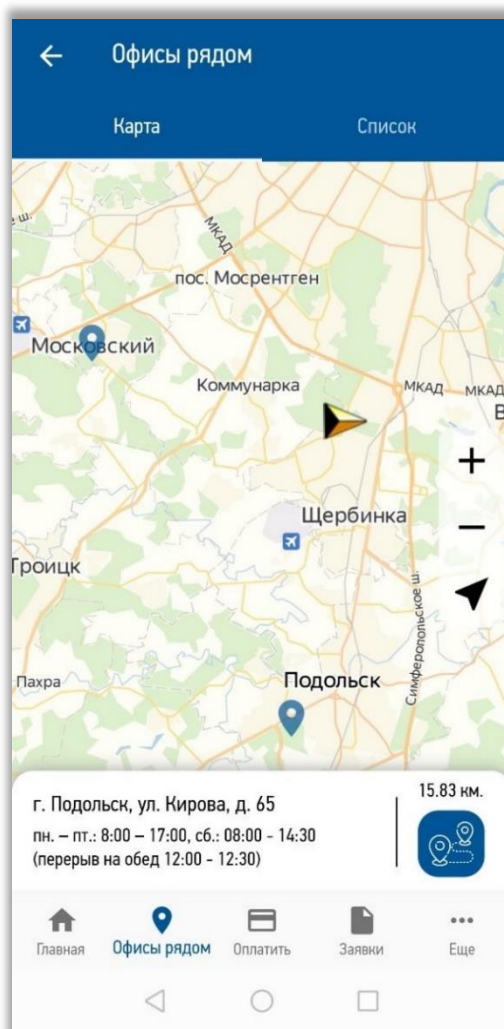 Офисы рядом
Карта Список
МКАД
пос. Мосрентген
Московский
Коммунарка
МКАД МКАД
В
+
Щербинка
−
Троицк
Симферопольское ш.
Пахра
Подольск
г. Подольск, ул. Кирова, д. 65
15.83 км.
пн. – пт.: 8:00 – 17:00, сб.: 08:00 - 14:30
(перерыв на обед 12:00 - 12:30)
Главная Офисы рядом Оплатить Заявки Еще